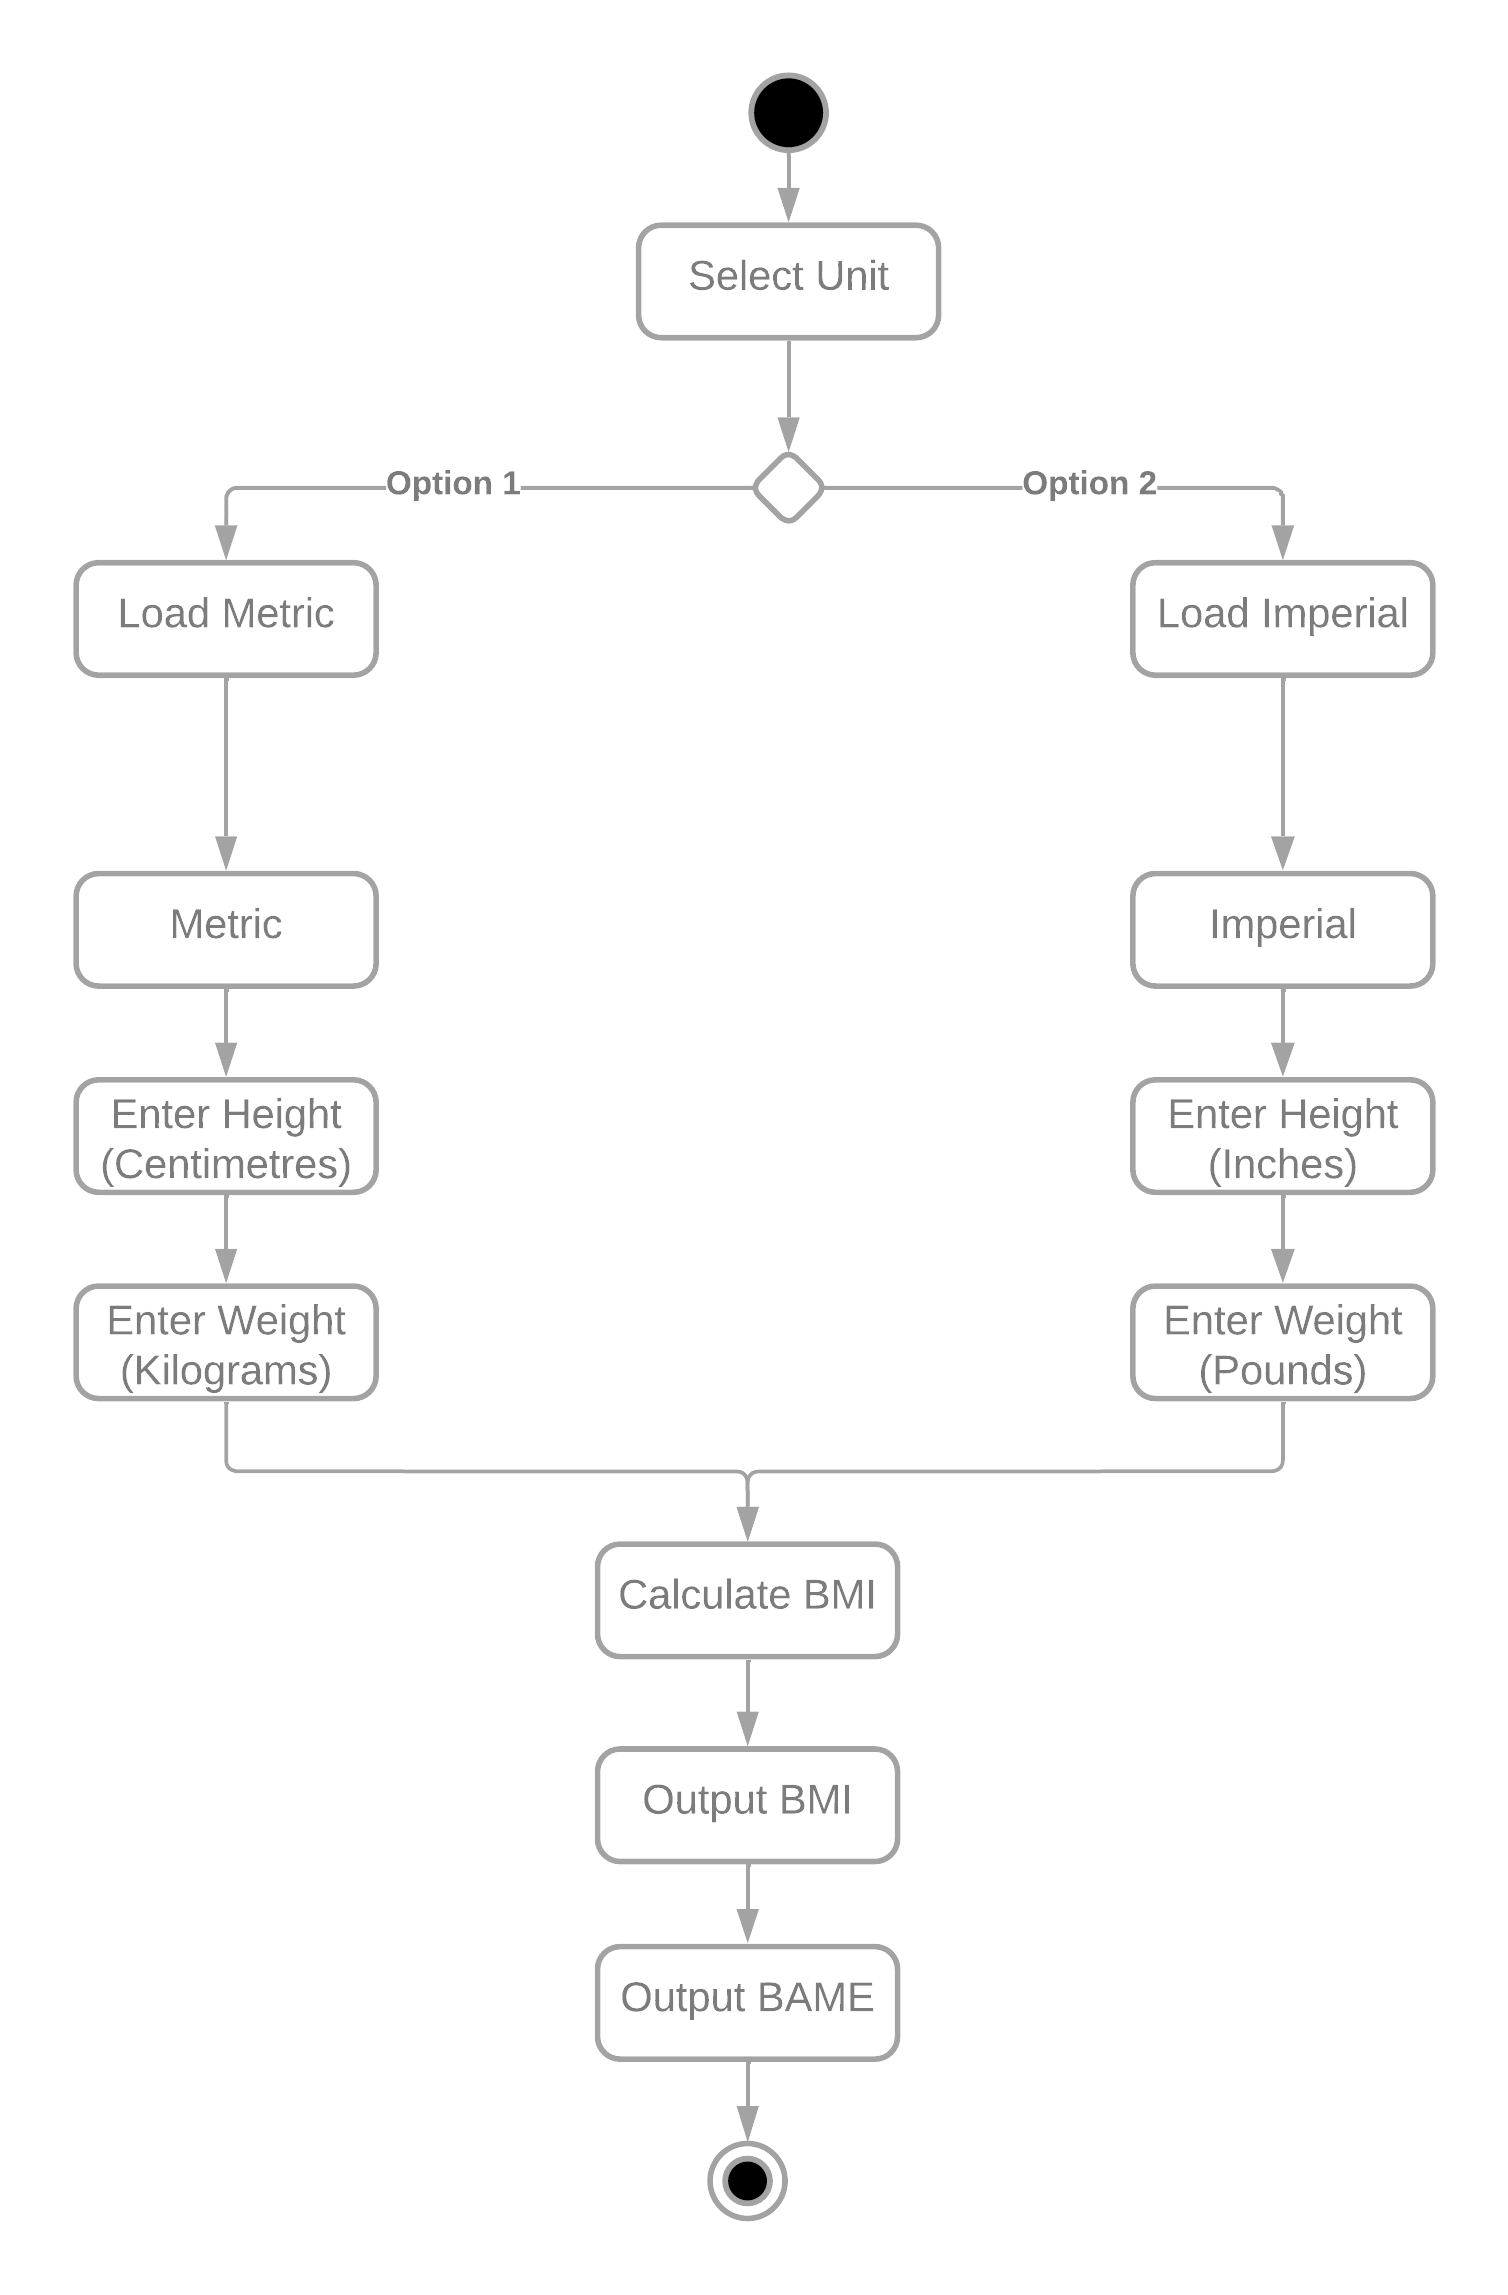 Select Unit
Option 1
Option 2
Load Metric
Load Imperial
Metric
Imperial
Enter Height
(Centimetres)
Enter Height
(Inches)
Enter Weight
(Kilograms)
Enter Weight
(Pounds)
Calculate BMI
Output BMI
Output BAME